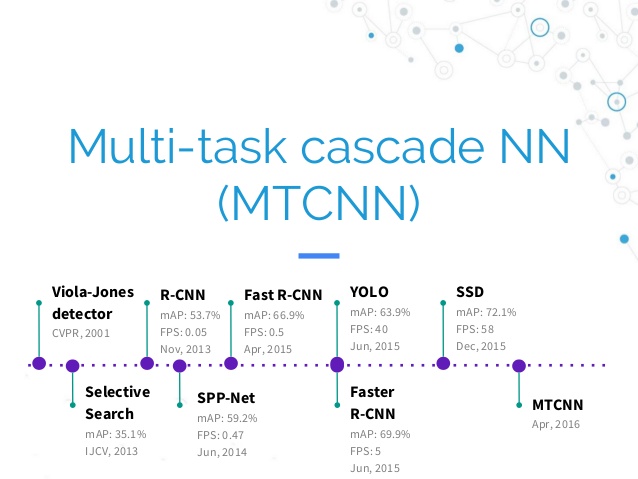 Multi-task cascade NN
(MTCNN)
Viola-Jones
detector
CVPR, 2001
R-CNN
mAP: 53.7%
FPS: 0.05
Nov, 2013
Fast R-CNN
mAP: 66.9%
FPS: 0.5
Apr, 2015
YOLO
mAP: 63.9%
FPS: 40
Jun, 2015
SSD
mAP: 72.1%
FPS: 58
Dec, 2015
Selective
Search
mAP: 35.1%
IJCV, 2013
SPP-Net
mAP: 59.2%
FPS: 0.47
Jun, 2014
Faster
R-CNN
mAP: 69.9%
FPS: 5
Jun, 2015
MTCNN
Apr, 2016